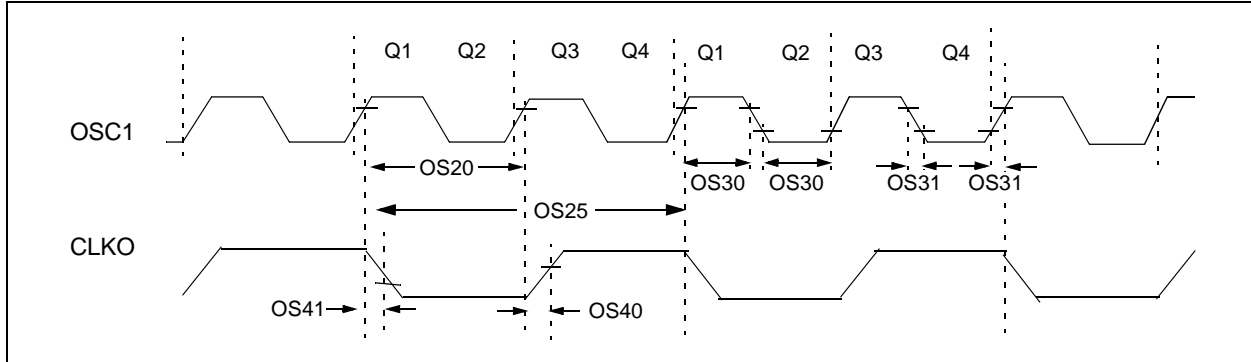 Q1 Q2 Q3 Q4 Q1 Q2 Q3 Q4
OSC1
OS20 OS30 OS30 OS31 OS31
OS25
CLKO
OS41 OS40